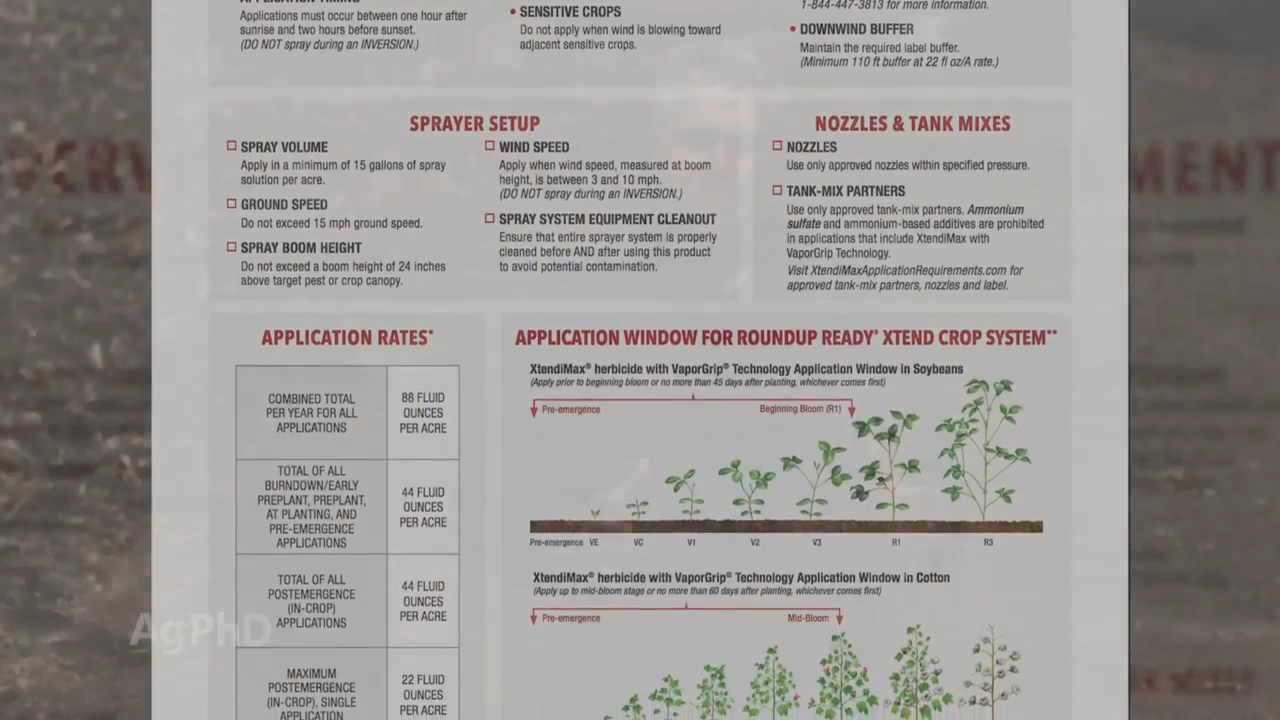 Applications must occur between one hour after
sunrise and two hours before sunset.
(DO NOT spray during an INVERSION.)
• SENSITIVE CROPS
Do not apply when wind is blowing toward
adjacent sensitive crops.
1-844-447-3813 for more information.
• DOWNWIND BUFFER
Maintain the required label buffer.
(Minimum 110 ft buffer at 22 fl oz/A rate.)
SPRAYER SETUP
SPRAY VOLUME
Apply in a minimum of 15 gallons of spray
solution per acre.
GROUND SPEED
Do not exceed 15 mph ground speed.
SPRAY BOOM HEIGHT
Do not exceed a boom height of 24 inches
above target pest or crop canopy.
WIND SPEED
Apply when wind speed, measured at boom
height, is between 3 and 10 mph.
(DO NOT spray during an INVERSION.)
SPRAY SYSTEM EQUIPMENT CLEANOUT
Ensure that entire sprayer system is properly
cleaned before AND after using this product
to avoid potential contamination.
NOZZLES & TANK MIXES
NOZZLES
Use only approved nozzles within specified pressure.
TANK-MIX PARTNERS
Use only approved tank-mix partners. Ammonium
sulfate and ammonium-based additives are prohibited
in applications that include XtendiMax with
VaporGrip Technology.
Visit XtendiMaxApplicationRequirements.com for
approved tank-mix partners, nozzles and label.
APPLICATION RATES*
COMBINED TOTAL
PER YEAR FOR ALL
APPLICATIONS
88 FLUID
OUNCES
PER ACRE
TOTAL OF ALL
BURNDOWN/EARLY
PREPLANT, PREPLANT,
AT PLANTING, AND
PRE-EMERGENCE
APPLICATIONS
44 FLUID
OUNCES
PER ACRE
TOTAL OF ALL
POSTEMERGENCE
(IN-CROP)
APPLICATIONS
44 FLUID
OUNCES
PER ACRE
MAXIMUM
POSTEMERGENCE
(IN-CROP), SINGLE
APPLICATION
22 FLUID
OUNCES
PER ACRE
APPLICATION WINDOW FOR ROUNDUP READY® XTEND CROP SYSTEM**
XtendiMax® herbicide with VaporGrip® Technology Application Window in Soybeans
(Apply prior to beginning bloom or no more than 45 days after planting, whichever comes first)
Pre-emergence Beginning Bloom (R1)
Pre-emergence VE VC V1 V2 V3 R1 R3
XtendiMax® herbicide with VaporGrip® Technology Application Window in Cotton
(Apply up to mid-bloom stage or no more than 60 days after planting, whichever comes first)
Pre-emergence Mid-Bloom
AgPhD